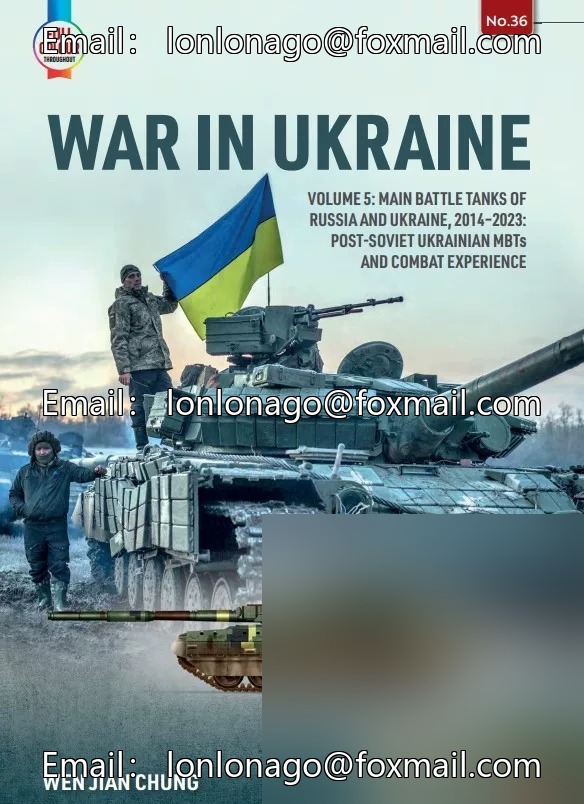 No.36
Email： lonlonago@foxmail.com
THROUGHOUT
WAR IN UKRAINE
VOLUME 5: MAIN BATTLE TANKS OF
RUSSIA AND UKRAINE, 2014–2023:
POST-SOVIET UKRAINIAN MBTs
AND COMBAT EXPERIENCE
Email： lonlonago@foxmail.com
Email： lonlonago@foxmail.com
WEN JIAN CHUNG